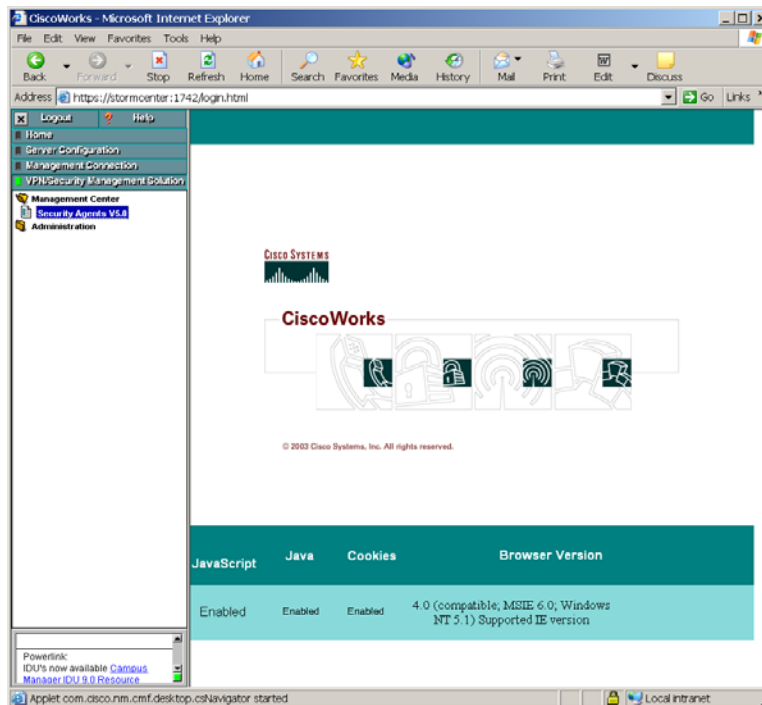 CiscoWorks - Microsoft Internet Explorer
File Edit View Favorites Tools Help
Back Forward Stop Refresh Home Search Favorites Media History Mail Print Edit Discuss
Address https://stormcenter:1742/login.html Go Links
Logout Help
Home
Server Configuration
Management Connection
VPN/Security Management Solution
Management Center
Security Agents V5.0
Administration
CISCO SYSTEMS
CiscoWorks
© 2003 Cisco Systems, Inc. All rights reserved.
JavaScript Java Cookies Browser Version
Enabled Enabled Enabled 4.0 (compatible; MSIE 6.0; Windows
NT 5.1) Supported IE version
Powerlink:
IDU's now available Campus
Manager IDU 9.0 Resource
Applet com.cisco.nm.cmf.desktop.csNavigator started Local intranet